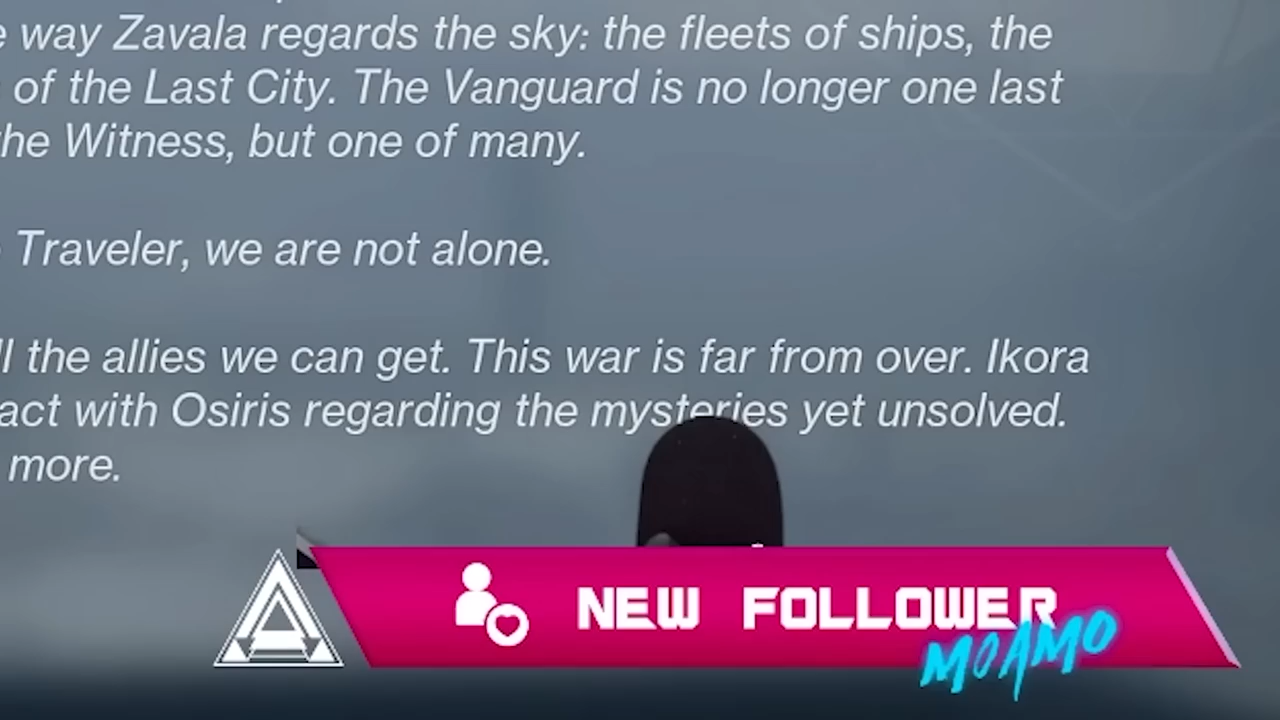 way Zavala regards the sky: the fleets of ships, the
of the Last City. The Vanguard is no longer one last
the Witness, but one of many.
Traveler, we are not alone.
the allies we can get. This war is far from over. Ikora
with Osiris regarding the mysteries yet unsolved.
more.
NEW FOLLOWER
MOAMO